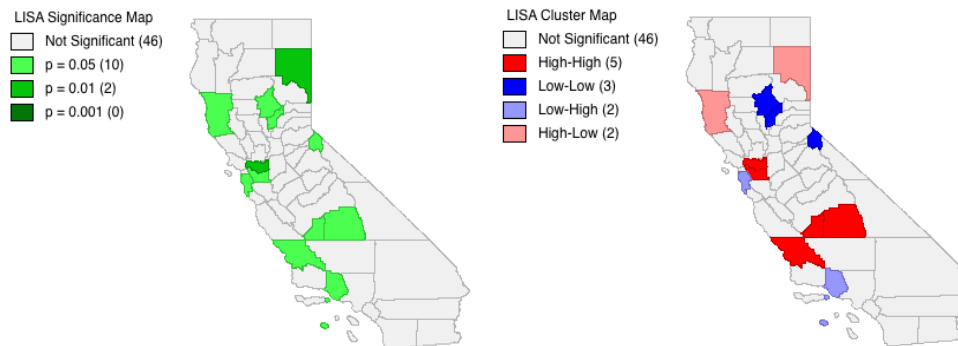 LISA Significance Map
Not Significant (46)
p = 0.05 (10)
p = 0.01 (2)
p = 0.001 (0)
LISA Cluster Map
Not Significant (46)
High-High (5)
Low-Low (3)
Low-High (2)
High-Low (2)